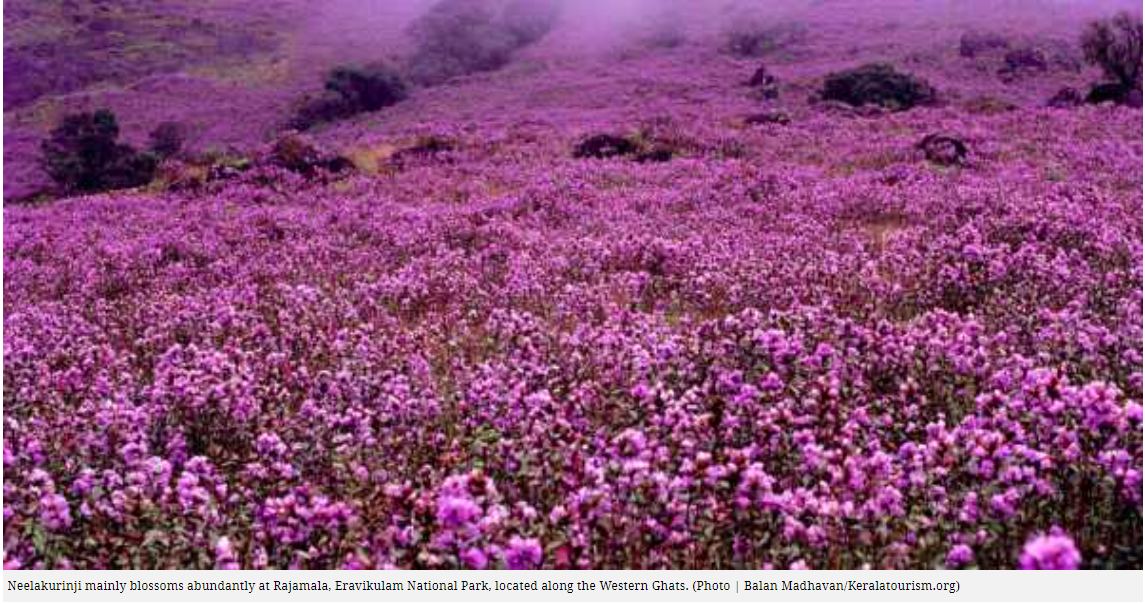 Neelakurinji mainly blossoms abundantly at Rajamala, Eravikulam National Park, located along the Western Ghats. (Photo | Balan Madhavan/Keralatourism.org)